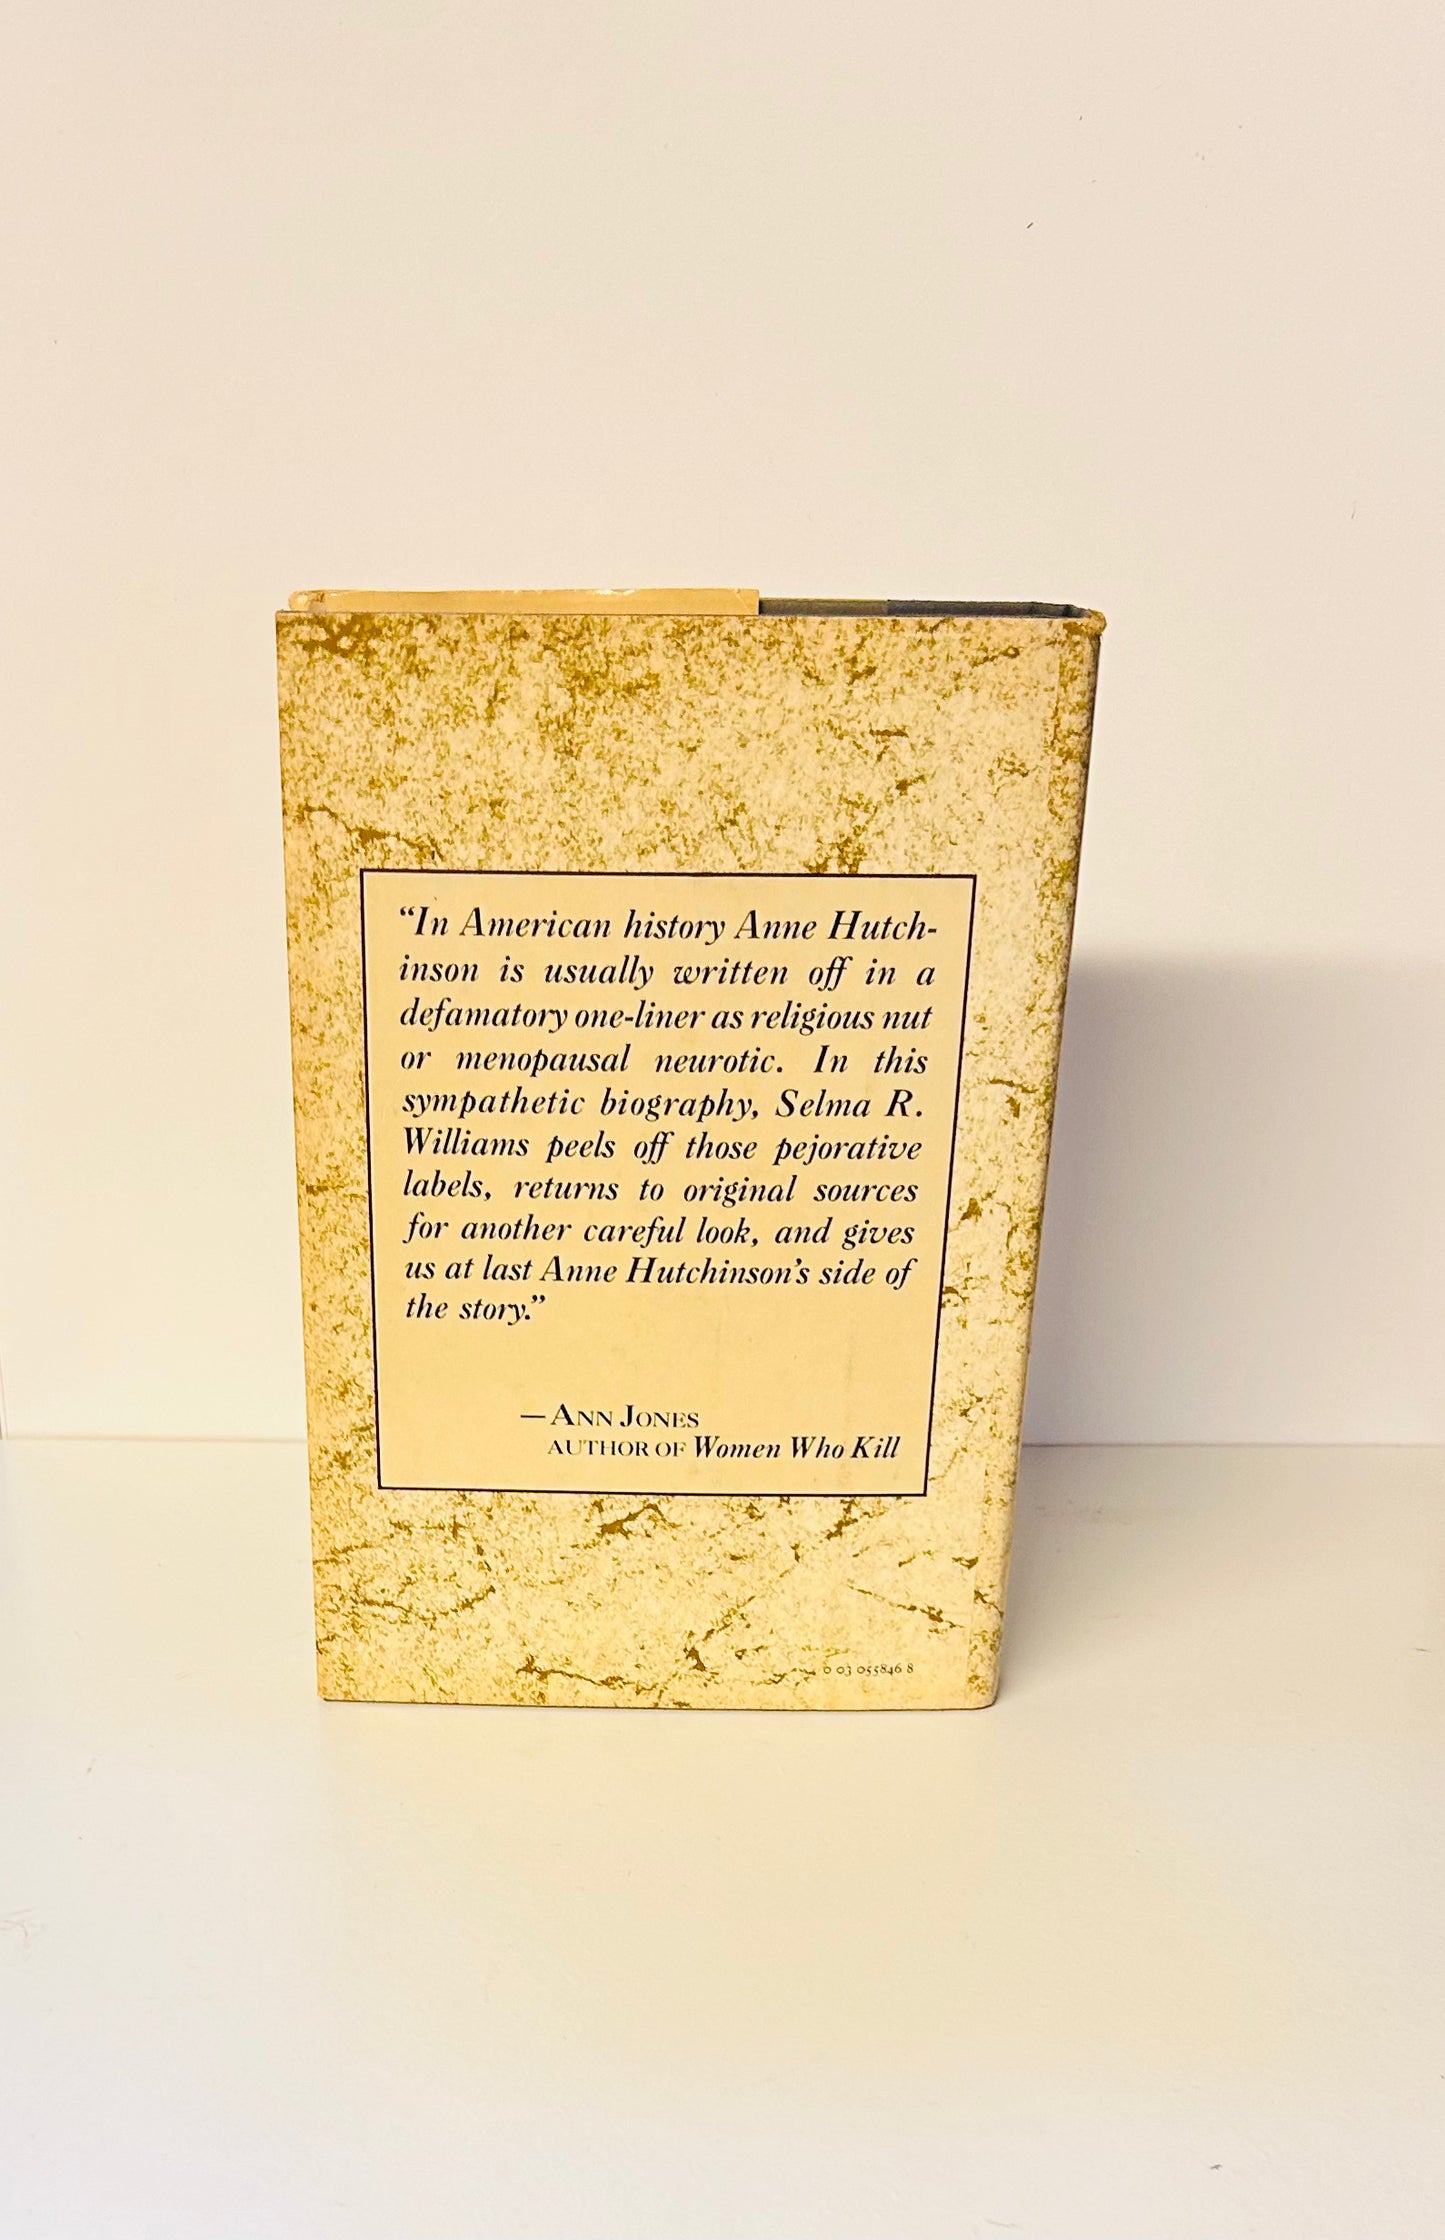 “In American history Anne Hutch-
inson is usually written off in a
defamatory one-liner as religious nut
or menopausal neurotic. In this
sympathetic biography, Selma R.
Williams peels off those pejorative
labels, returns to original sources
for another careful look, and gives
us at last Anne Hutchinson’s side of
the story.”
—ANN JONES
AUTHOR OF Women Who Kill
0 03 055846 8